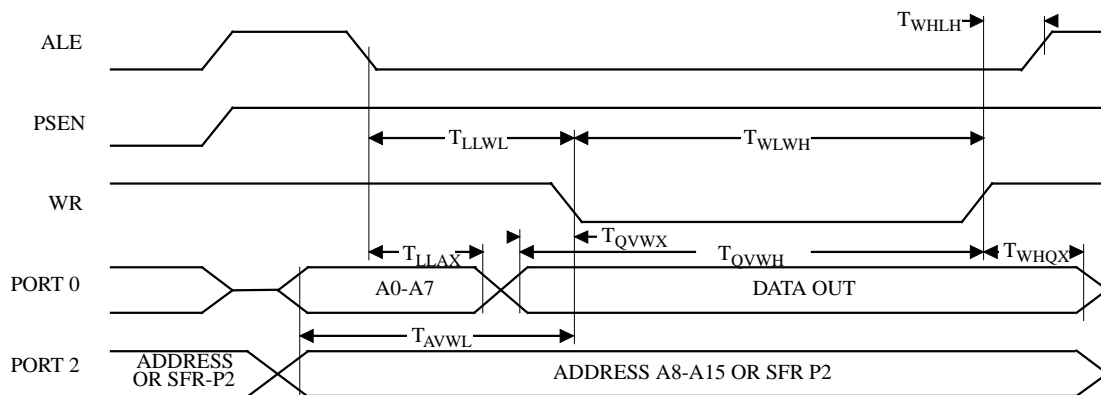 ALE
TWHLH
PSEN
TLLWL
TWLWH
WR
TLLAX
TQVWX
TQVWH
TWHQX
PORT 0
A0-A7
DATA OUT
TAVWL
PORT 2
ADDRESS
OR SFR-P2
ADDRESS A8-A15 OR SFR P2